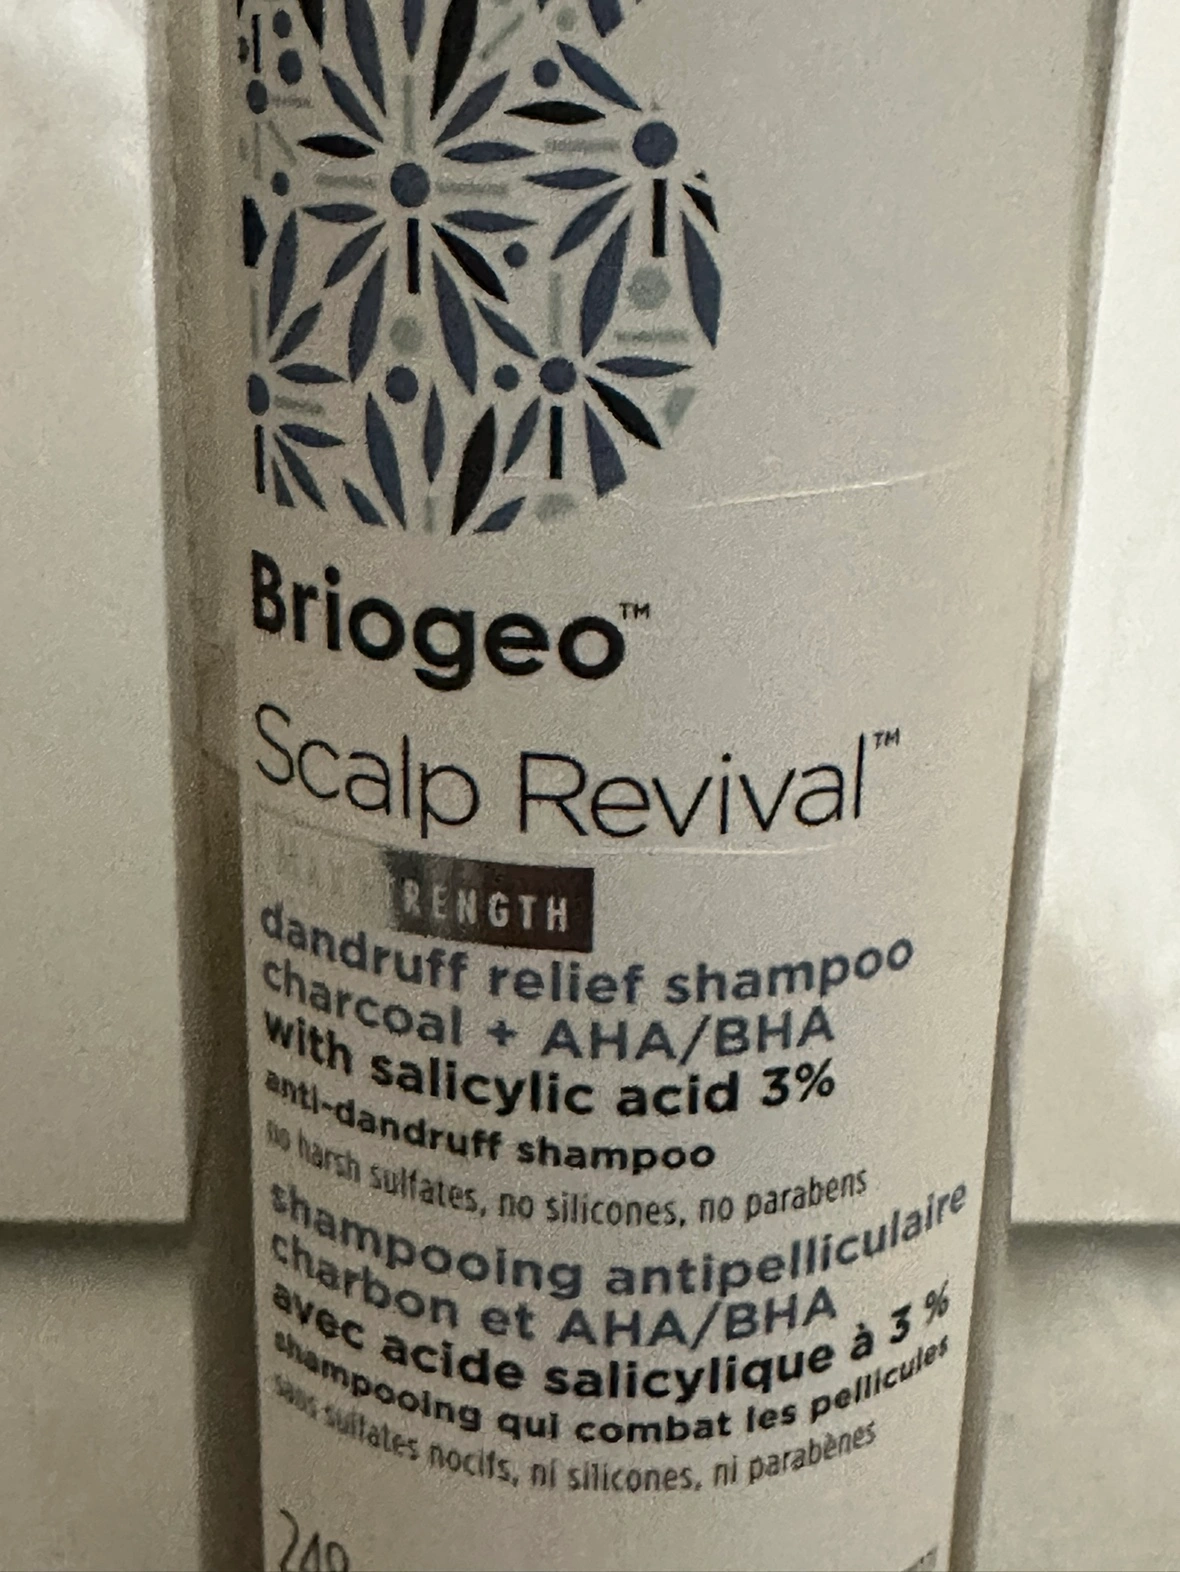 Briogeo™
Scalp Revival™
RENGTH
dandruff relief shampoo
charcoal + AHA/BHA
with salicylic acid 3%
anti-dandruff shampoo
no harsh sulfates, no silicones, no parabens
shampooing antipelliculaire
charbon et AHA/BHA
avec acide salicylique à 3 %
shampooing qui combat les pellicules
sans sulfates nocifs, ni silicones, ni parabènes